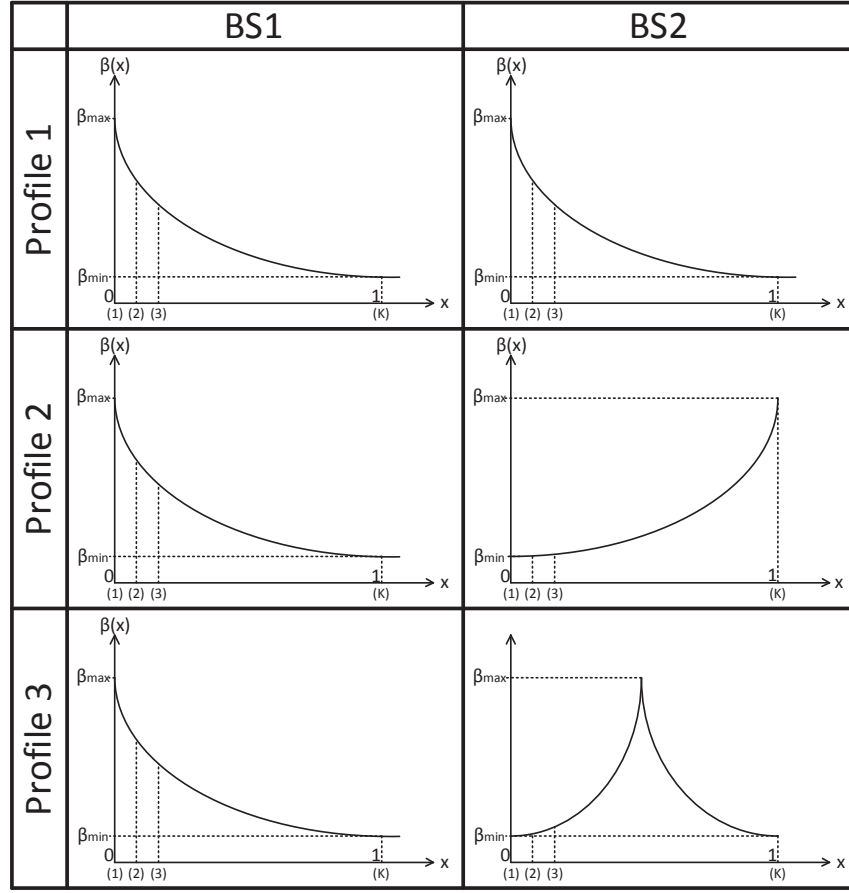 BS1
BS2
Profile 1
β(x)
βmax
βmin
0
1
x
(1) (2) (3)
(K)
β(x)
βmax
βmin
0
1
x
(1) (2) (3)
(K)
Profile 2
β(x)
βmax
βmin
0
1
x
(1) (2) (3)
(K)
β(x)
βmax
βmin
0
1
x
(1) (2) (3)
(K)
Profile 3
β(x)
βmax
βmin
0
1
x
(1) (2) (3)
(K)
βmax
βmin
0
1
x
(1) (2) (3)
(K)